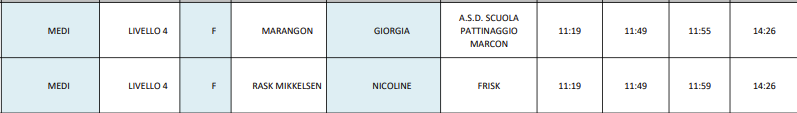 MEDI LIVELLO 4 F MARANGON GIORGIA A.S.D. SCUOLA PATTINAGGIO MARCON 11:19 11:49 11:55 14:26
MEDI LIVELLO 4 F RASK MIKKELSEN NICOLINE FRISK 11:19 11:49 11:59 14:26